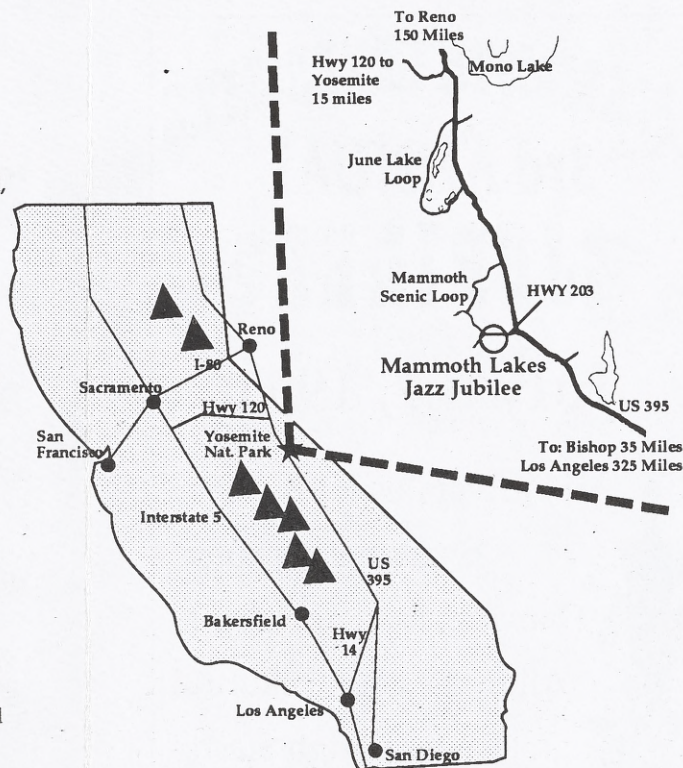 To Reno
150 Miles
Hwy 120 to
Yosemite
15 miles
Mono Lake
June Lake
Loop
Mammoth
Scenic Loop
HWY 203
Mammoth Lakes
Jazz Jubilee
US 395
To: Bishop 35 Miles
Los Angeles 325 Miles
Reno
I-80
Sacramento
Hwy 120
San
Francisco
Yosemite
Nat. Park
Interstate 5
US
395
Bakersfield
Hwy
14
Los Angeles
San Diego